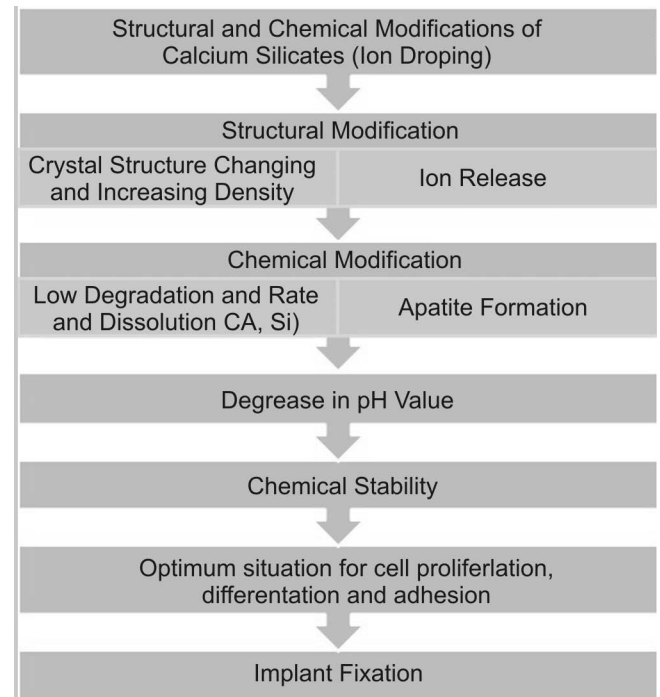 Structural and Chemical Modifications of
Calcium Silicates (Ion Droping)
Structural Modification
Crystal Structure Changing
and Increasing Density
Ion Release
Chemical Modification
Low Degradation and Rate
and Dissolution CA, Si)
Apatite Formation
Degrease in pH Value
Chemical Stability
Optimum situation for cell proliferlation,
differentation and adhesion
Implant Fixation